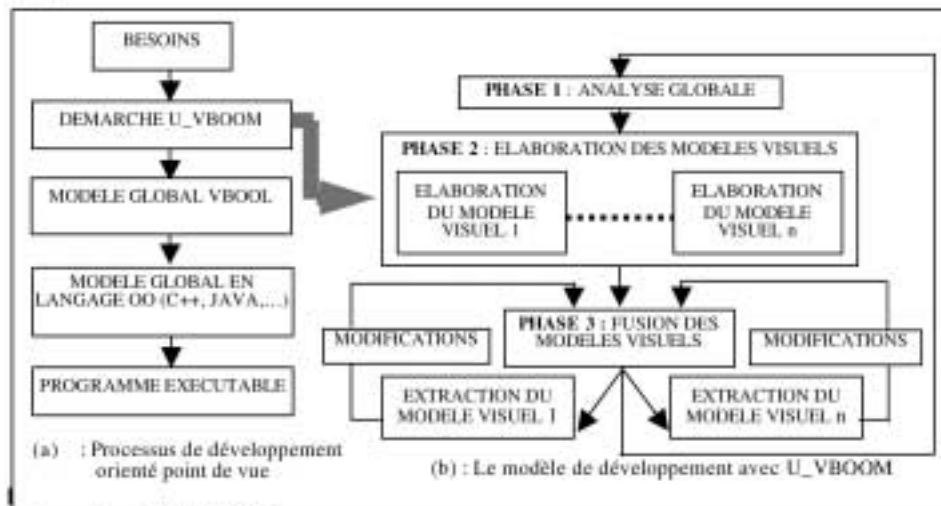 BESOINS
DEMARCHE U_VBOOM
MODELE GLOBAL VBOOL
MODELE GLOBAL EN
LANGAGE OO (C++, JAVA,...)
PROGRAMME EXECUTABLE
(a) : Processus de développement
orienté point de vue
PHASE 1 : ANALYSE GLOBALE
PHASE 2 : ELABORATION DES MODELES VISUELS
ELABORATION
DU MODELE
VISUEL 1
ELABORATION
DU MODELE
VISUEL n
PHASE 3 : FUSION DES
MODELES VISUELS
MODIFICATIONS
MODIFICATIONS
EXTRACTION DU
MODELE VISUEL 1
EXTRACTION DU
MODELE VISUEL n
(b) : Le modèle de développement avec U_VBOOM